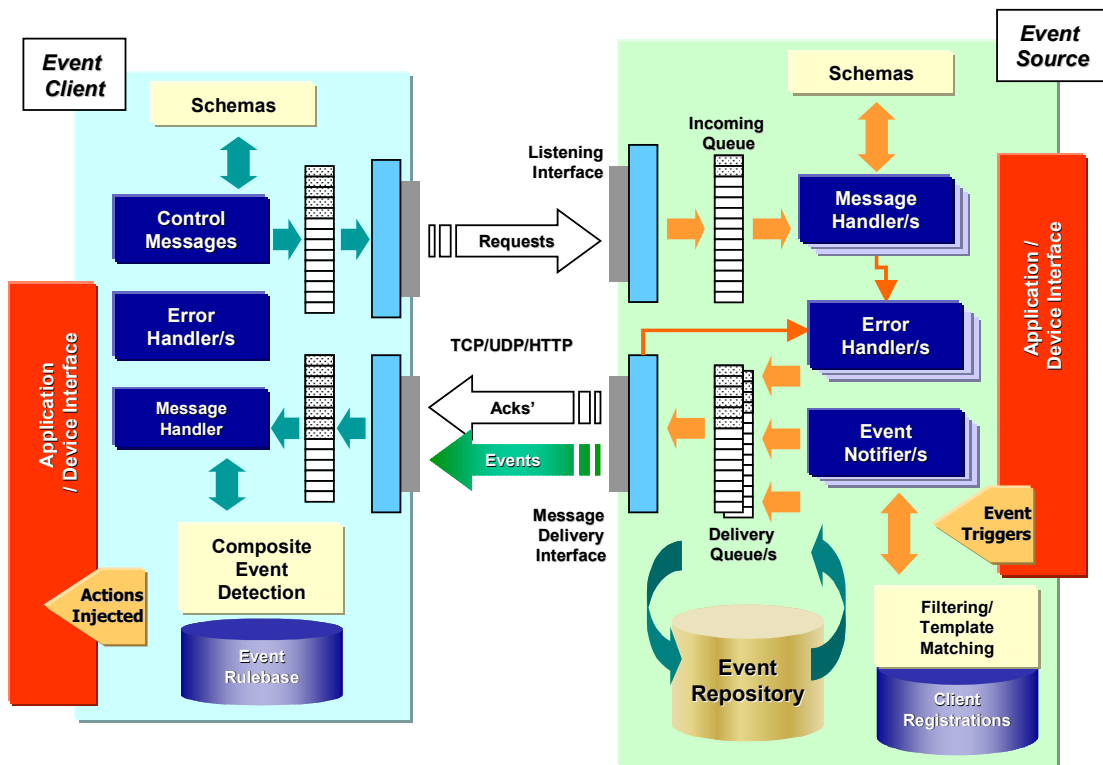 Event
Client
Schemas
Control
Messages
Error
Handler/s
Message
Handler
Composite
Event
Detection
Event
Rulebase
Application
/ Device Interface
Actions
Injected
Requests
TCP/UDP/HTTP
Acks’
Events
Event
Source
Schemas
Listening
Interface
Incoming
Queue
Message
Handler/s
Error
Handler/s
Event
Notifier/s
Message
Delivery
Interface
Delivery
Queue/s
Event
Triggers
Application /
Device Interface
Event
Repository
Filtering/
Template
Matching
Client
Registrations